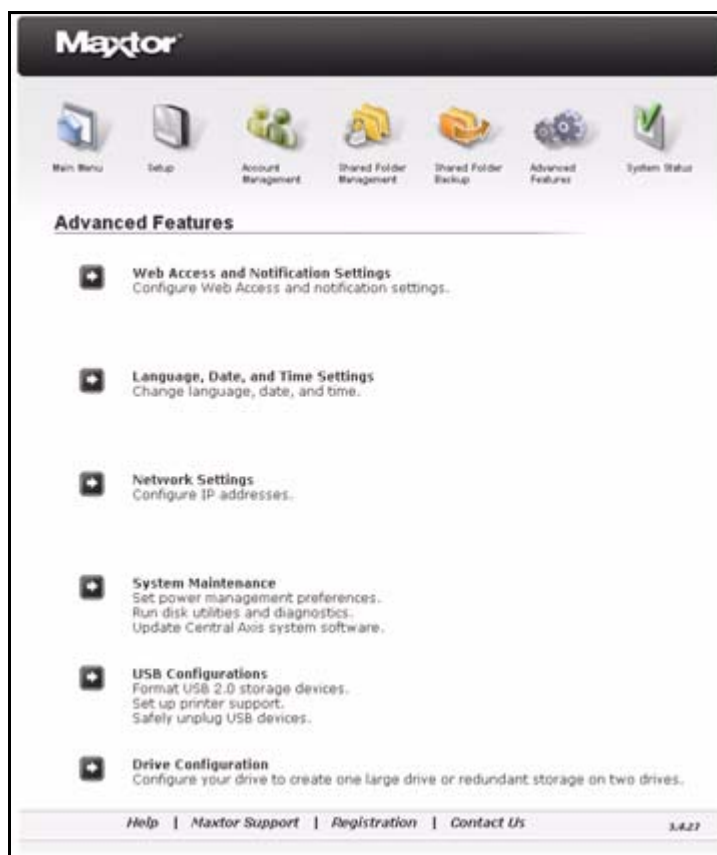 Maxtor
Main Menu
Setup
Account Management
Shared Folder Management
Shared Folder Backup
Advanced Features
System Status
Advanced Features
Web Access and Notification Settings
Configure Web Access and notification settings.
Language, Date, and Time Settings
Change language, date, and time.
Network Settings
Configure IP addresses.
System Maintenance
Set power management preferences.
Run disk utilities and diagnostics.
Update Central Axis system software.
USB Configurations
Format USB 2.0 storage devices.
Set up printer support.
Safely unplug USB devices.
Drive Configuration
Configure your drive to create one large drive or redundant storage on two drives.
Help | Maxtor Support | Registration | Contact Us
3.4.27